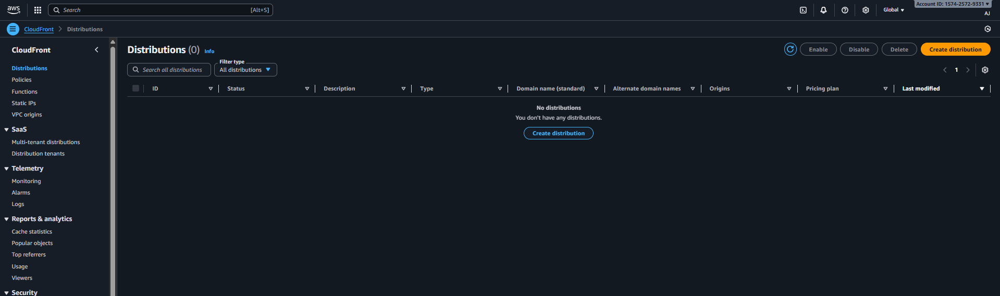 aws
Search [Alt+S]
Global
Account ID: 1574-2572-9331
AJ
CloudFront Distributions
CloudFront
Distributions
Policies
Functions
Static IPs
VPC origins
SaaS
Multi-tenant distributions
Distribution tenants
Telemetry
Monitoring
Alarms
Logs
Reports & analytics
Cache statistics
Popular objects
Top referrers
Usage
Viewers
Security
Distributions (0) Info
Enable Disable Delete Create distribution
Search all distributions
Filter type
All distributions
1
ID Status Description Type Domain name (standard) Alternate domain names Origins Pricing plan Last modified
No distributions
You don't have any distributions.
Create distribution